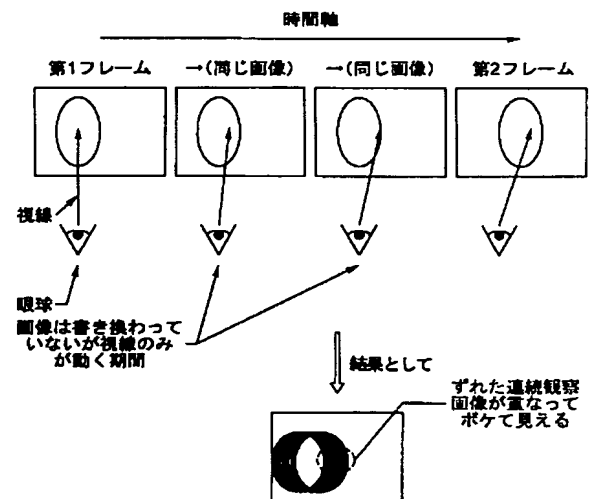 時間軸
第1フレーム →(同じ画像) →(同じ画像) 第2フレーム
視線
眼球
画像は書き換わって
いないが視線のみ
が動く期間
結果として
ずれた連続観察
画像が重なって
ボケて見える